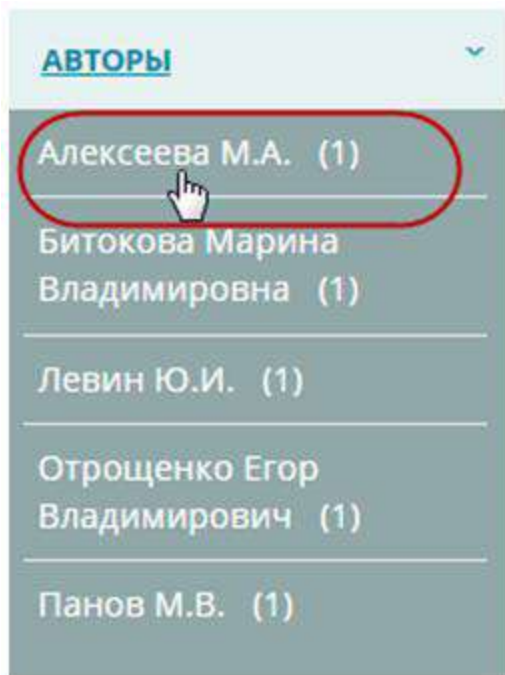 АВТОРЫ
Алексеева М.А. (1)
Битокова Марина
Владимировна (1)
Левин Ю.И. (1)
Отрощенко Егор
Владимирович (1)
Панов М.В. (1)